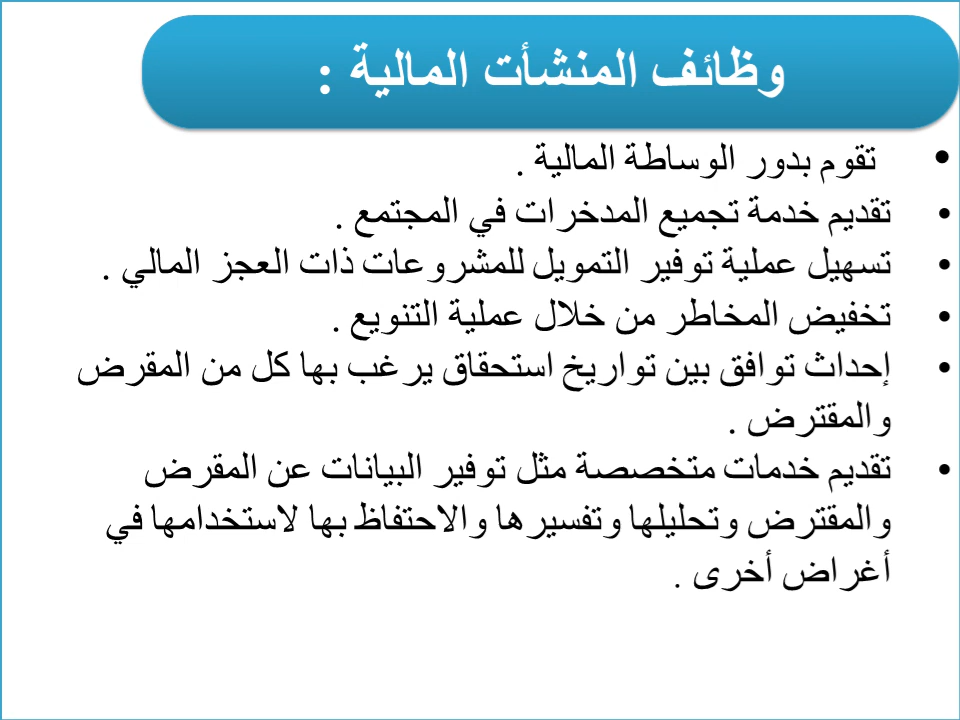 وظائف المنشأت المالية :
• تقوم بدور الوساطة المالية .
• تقديم خدمة تجميع المدخرات في المجتمع .
• تسهيل عملية توفير التمويل للمشروعات ذات العجز المالي .
• تخفيض المخاطر من خلال عملية التنويع .
• إحداث توافق بين تواريخ استحقاق يرغب بها كل من المقرض
والمقترض .
• تقديم خدمات متخصصة مثل توفير البيانات عن المقرض
والمقترض وتحليلها وتفسيرها والاحتفاظ بها لاستخدامها في
أغراض أخرى .